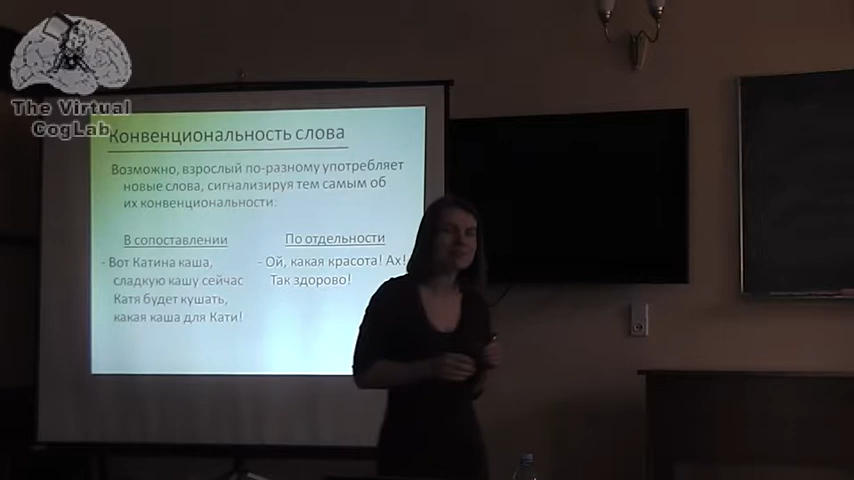 The Virtual
CogLab
Конвенциональность слова
Возможно, взрослый по-разному употребляет
новые слова, сигнализируя тем самым об
их конвенциональности:
В сопоставлении
- Вот Катина каша,
сладкую кашу сейчас
Катя будет кушать,
какая каша для Кати!
По отдельности
- Ой, какая красота! Ах!
Так здорово!